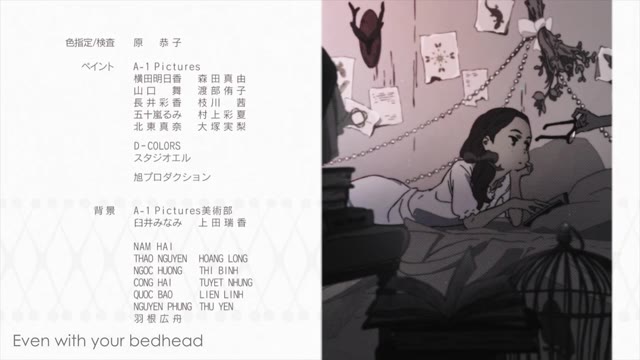 色指定/検査 原 恭子
ペイント A-1 Pictures
横田明日香 森田真由
山口 舞 渡部侑子
長井彩香 枝川 茜
五十嵐るみ 村上彩夏
北東真奈 大塚実梨
D-COLORS
スタジオエル
旭プロダクション
背景 A-1 Pictures美術部
臼井みなみ 上田瑞香
NAM HAI
THAO NGUYEN HOANG LONG
NGOC HUONG THI BINH
CONG HAI TUYET NHUNG
QUOC BAO LIEN LINH
NGUYEN PHUNG THU YEN
羽根広舟
Even with your bedhead